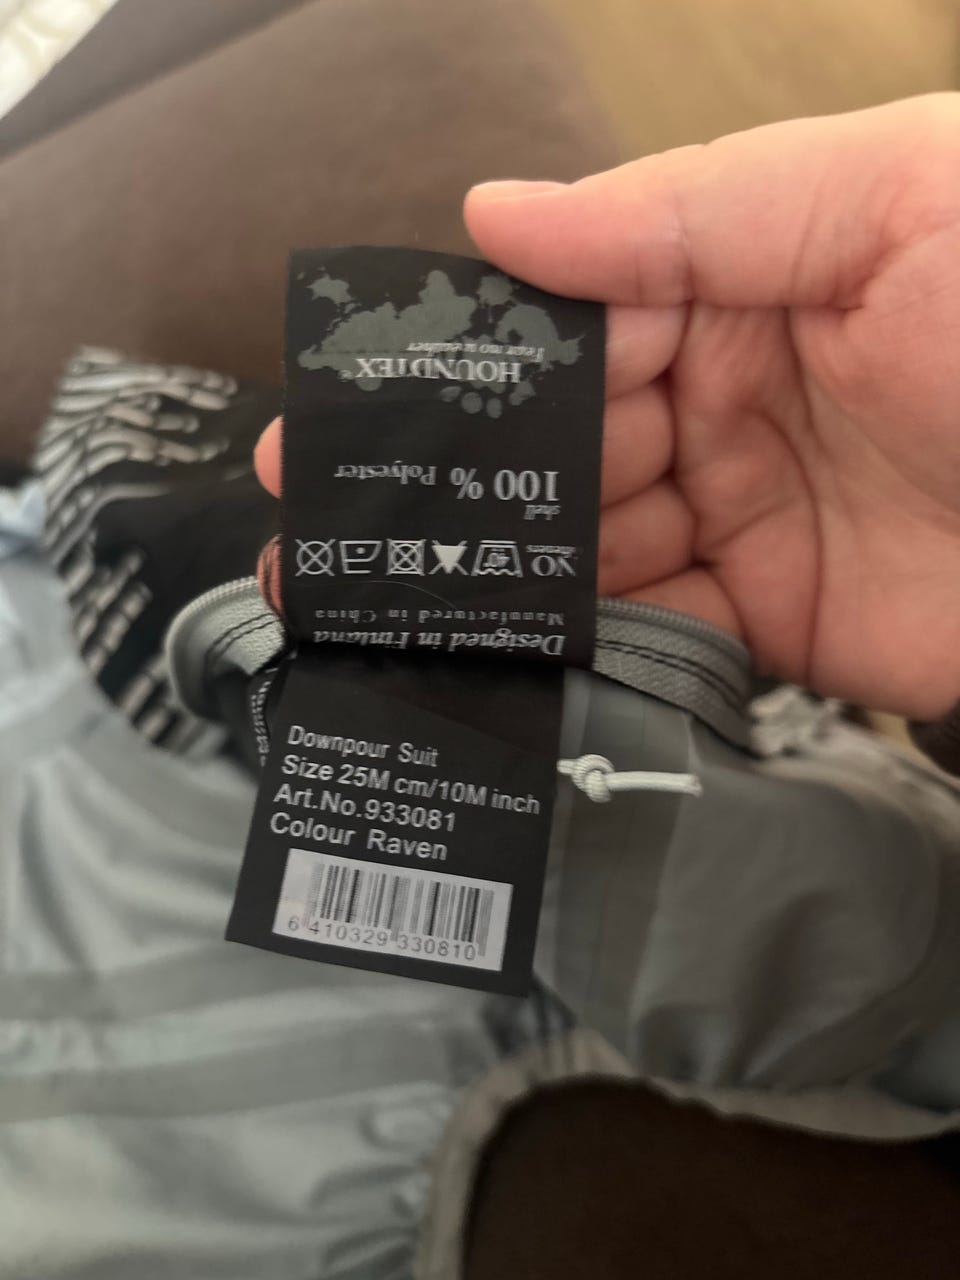 HOUNDTEX
Fear no weather
shell
100 % Polyester
NO
40°
Manufactured in China
Designed in Finland
Downpour Suit
Size 25M cm/10M inch
Art.No.933081
Colour Raven
6 410329 330810